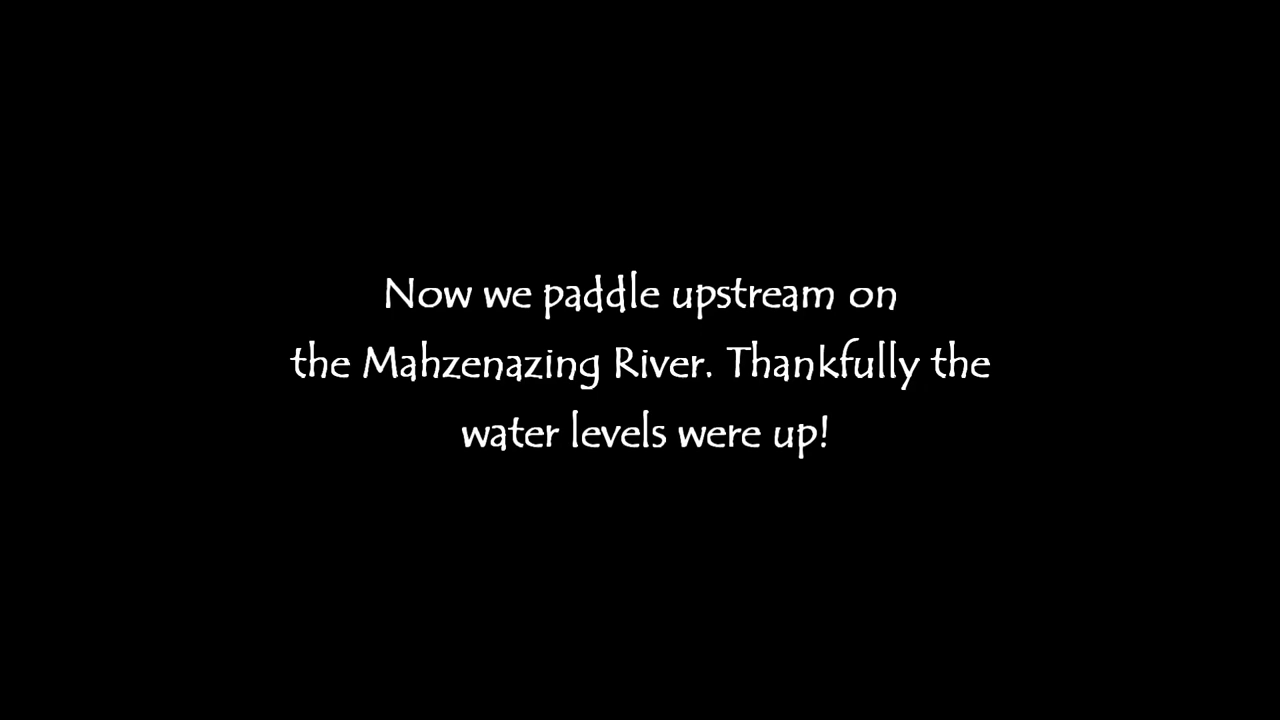 Now we paddle upstream on
the Mahzenazing River. Thankfully the
water levels were up!